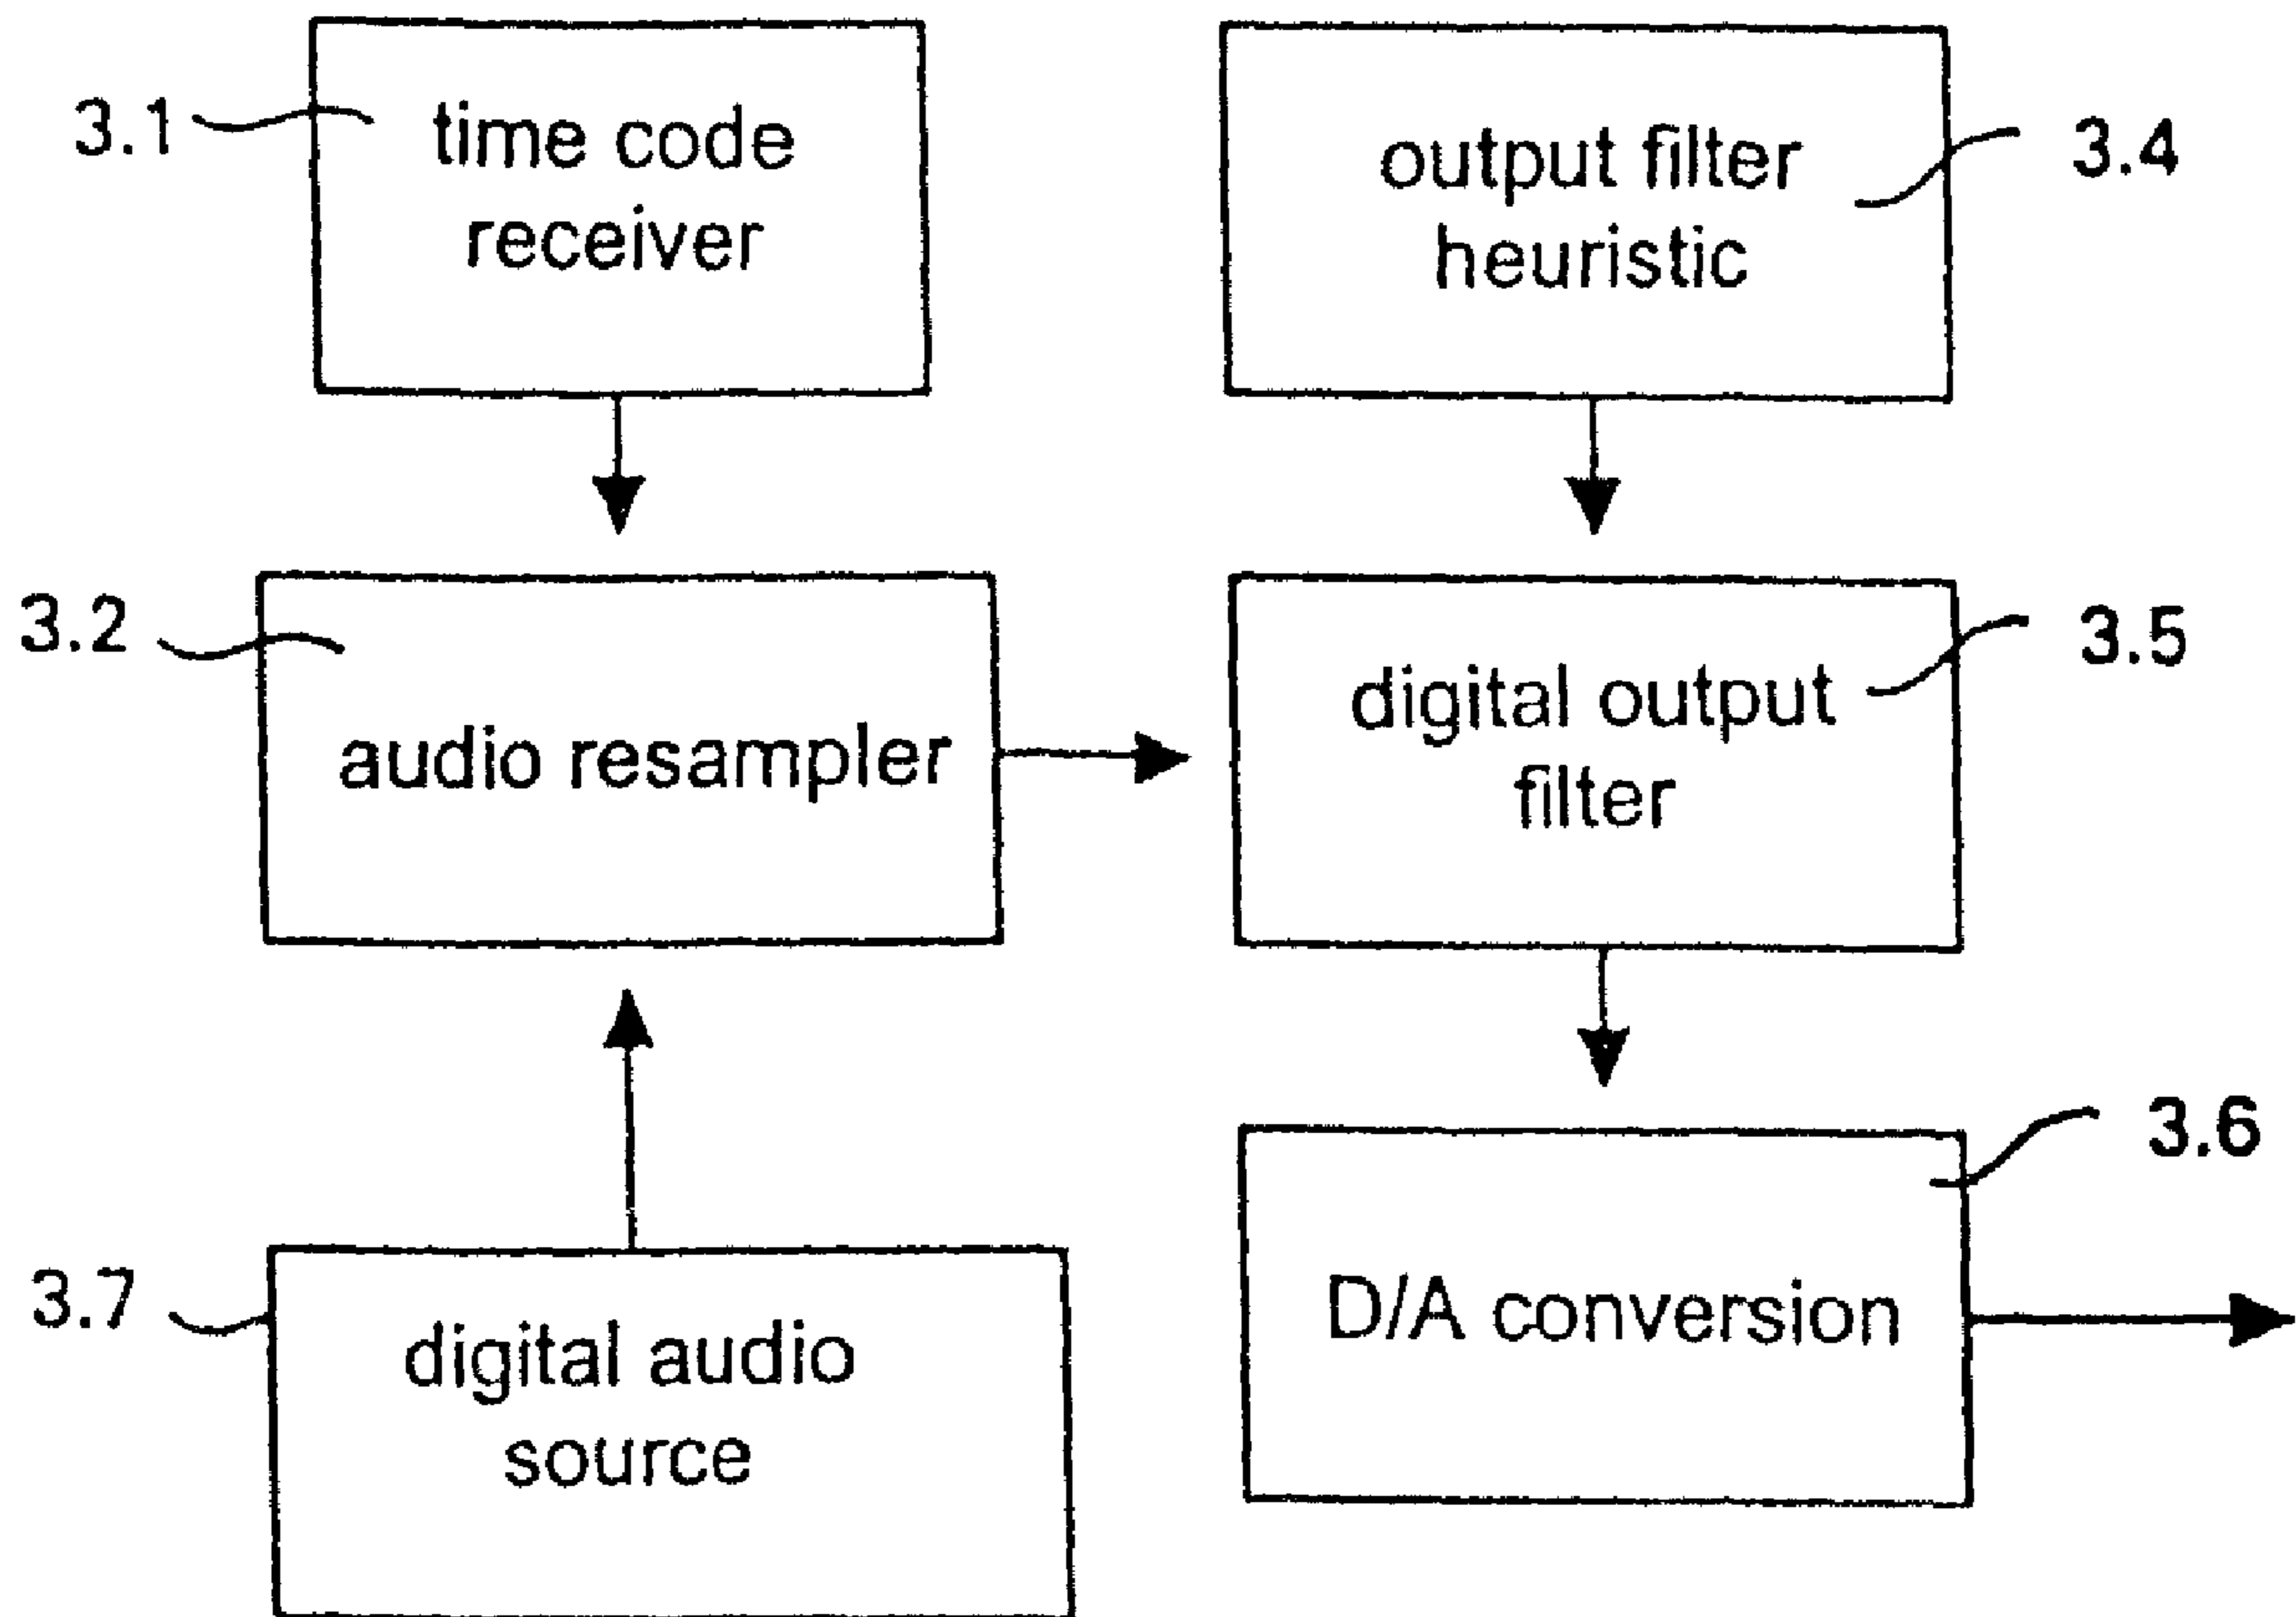 3.1
time code
receiver
output filter
heuristic
3.4
3.2
audio resampler
digital output
filter
3.5
3.7
digital audio
source
D/A conversion
3.6